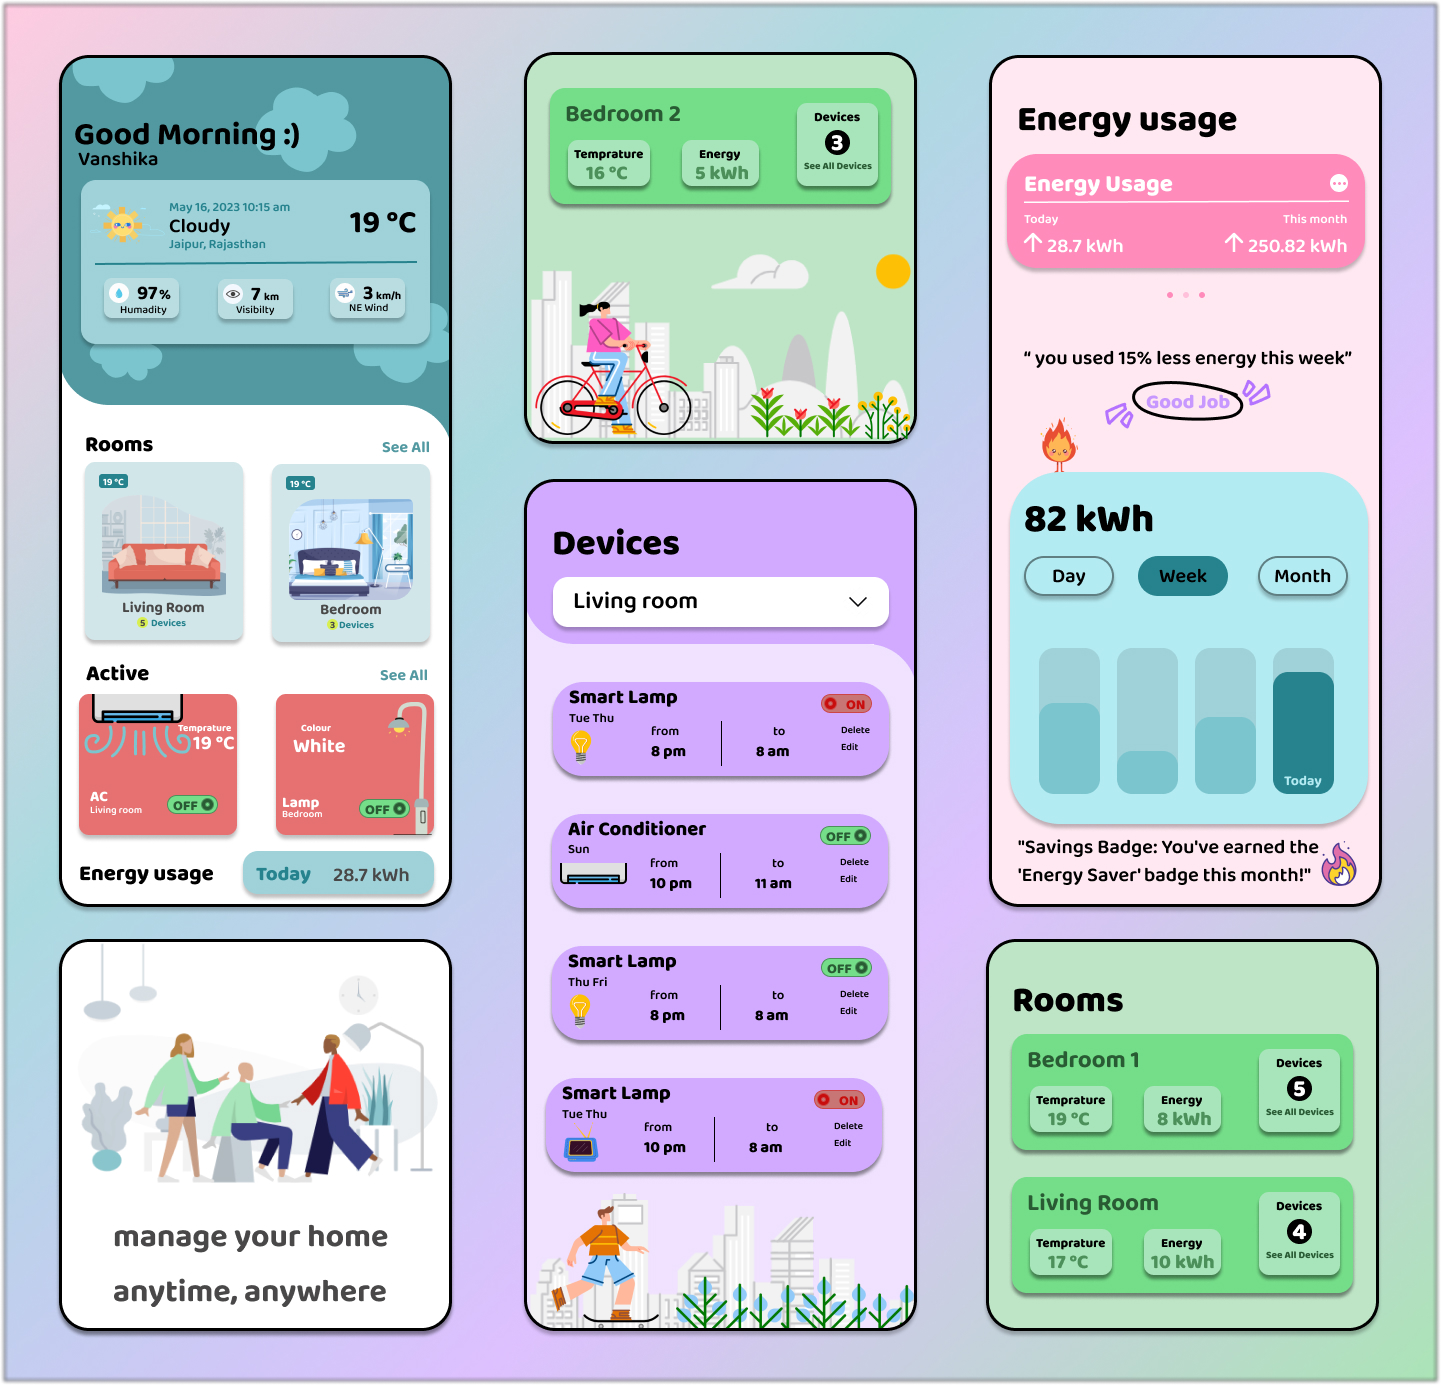 Good Morning :)
Vanshika
May 16, 2023 10:15 am
Cloudy
Jaipur, Rajasthan
19 °C
97%
Humadity
7 km
Visibilty
3 km/h
NE Wind
Rooms
See All
19 °C
Living Room
5 Devices
19 °C
Bedroom
3 Devices
Active
See All
Temprature
19 °C
AC
Living room
OFF
Colour
White
Lamp
Bedroom
OFF
Energy usage
Today 28.7 kWh
manage your home
anytime, anywhere
Bedroom 2
Temprature
16 °C
Energy
5 kWh
Devices
3
See All Devices
Devices
Living room
Smart Lamp
Tue Thu
from
8 pm
to
8 am
ON
Delete
Edit
Air Conditioner
Sun
from
10 pm
to
11 am
OFF
Delete
Edit
Smart Lamp
Thu Fri
from
8 pm
to
8 am
OFF
Delete
Edit
Smart Lamp
Tue Thu
from
10 pm
to
8 am
ON
Delete
Edit
Energy usage
Energy Usage
Today
28.7 kWh
This month
250.82 kWh
“ you used 15% less energy this week”
Good Job
82 kWh
Day
Week
Month
Today
"Savings Badge: You've earned the
'Energy Saver' badge this month!"
Rooms
Bedroom 1
Temprature
19 °C
Energy
8 kWh
Devices
5
See All Devices
Living Room
Temprature
17 °C
Energy
10 kWh
Devices
4
See All Devices